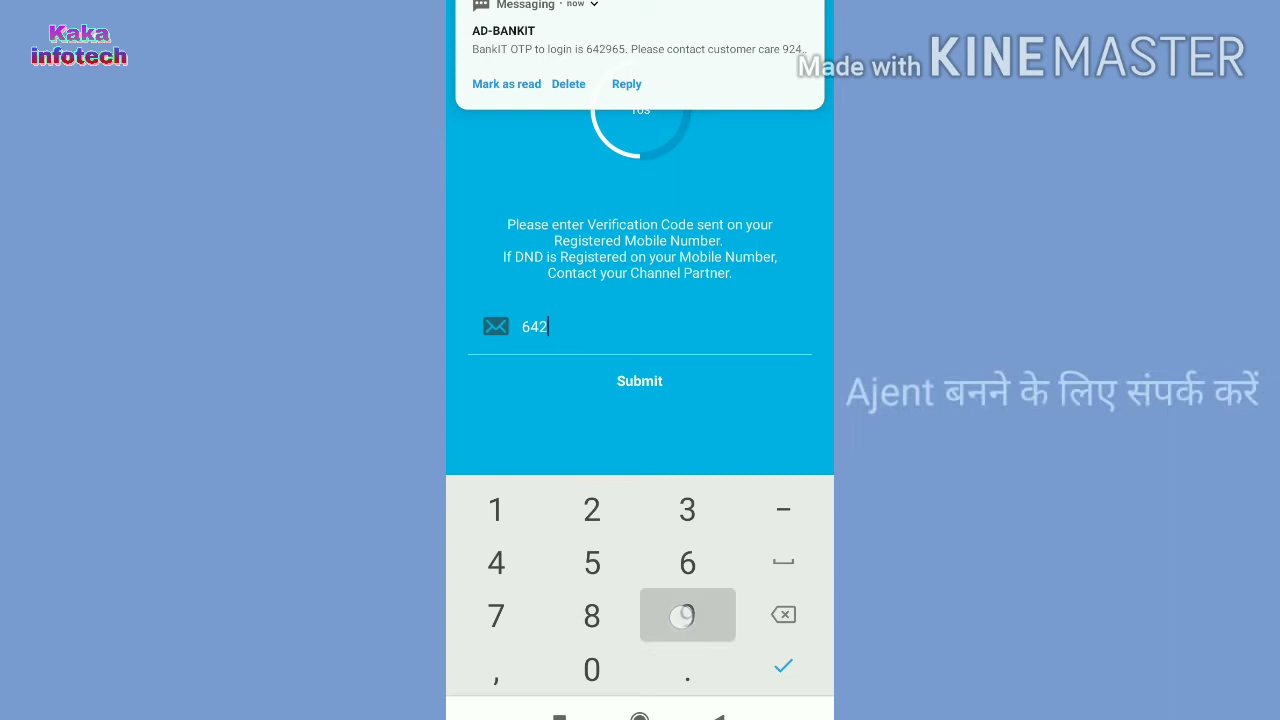 Kaka
infotech
Messaging · now
AD-BANKIT
BankIT OTP to login is 642965. Please contact customer care 924..
Mark as read Delete Reply
Made with KINEMASTER
10s
Please enter Verification Code sent on your
Registered Mobile Number.
If DND is Registered on your Mobile Number,
Contact your Channel Partner.
642
Submit
Ajent बनने के लिए संपर्क करें
1 2 3 -
4 5 6
7 8 9
, 0 .